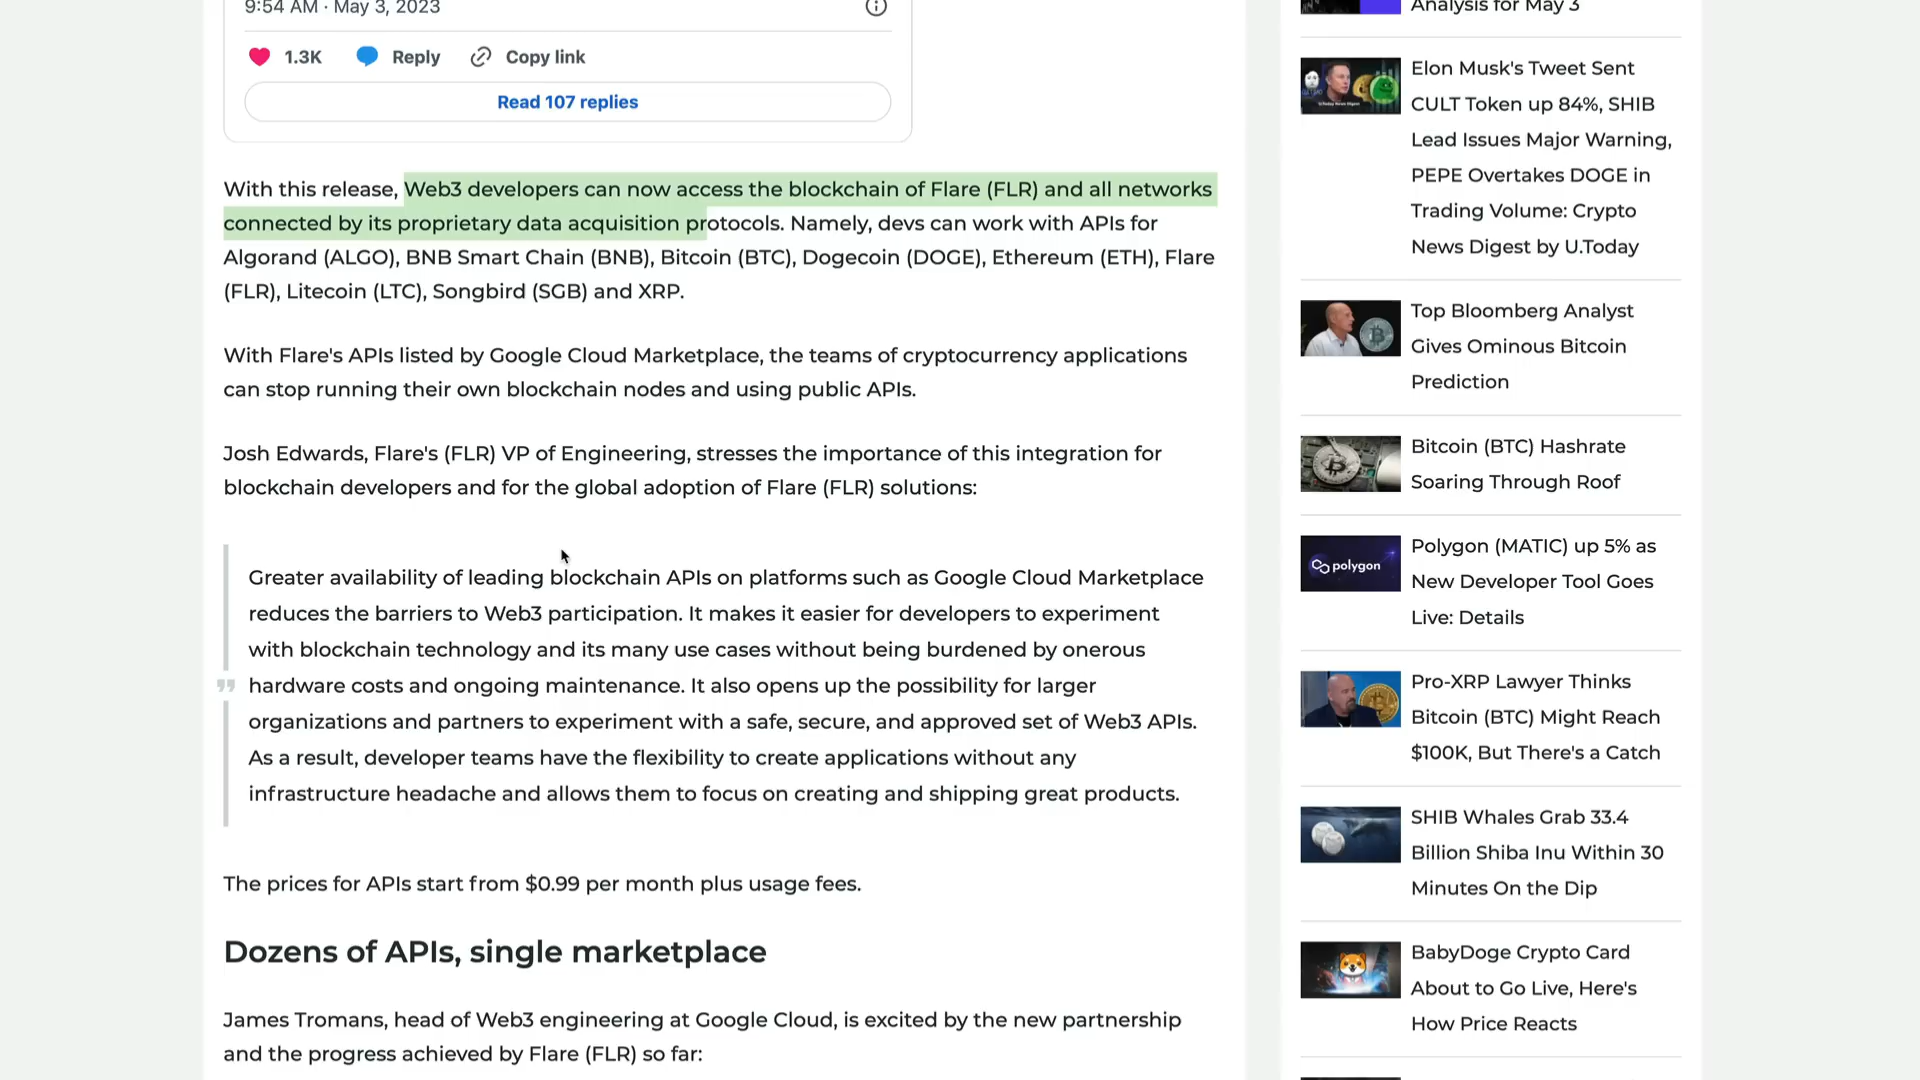 9:54 AM · May 3, 2023
1.3K Reply Copy link
Read 107 replies
With this release, Web3 developers can now access the blockchain of Flare (FLR) and all networks
connected by its proprietary data acquisition protocols. Namely, devs can work with APIs for
Algorand (ALGO), BNB Smart Chain (BNB), Bitcoin (BTC), Dogecoin (DOGE), Ethereum (ETH), Flare
(FLR), Litecoin (LTC), Songbird (SGB) and XRP.
With Flare's APIs listed by Google Cloud Marketplace, the teams of cryptocurrency applications
can stop running their own blockchain nodes and using public APIs.
Josh Edwards, Flare's (FLR) VP of Engineering, stresses the importance of this integration for
blockchain developers and for the global adoption of Flare (FLR) solutions:
Greater availability of leading blockchain APIs on platforms such as Google Cloud Marketplace
reduces the barriers to Web3 participation. It makes it easier for developers to experiment
with blockchain technology and its many use cases without being burdened by onerous
hardware costs and ongoing maintenance. It also opens up the possibility for larger
organizations and partners to experiment with a safe, secure, and approved set of Web3 APIs.
As a result, developer teams have the flexibility to create applications without any
infrastructure headache and allows them to focus on creating and shipping great products.
The prices for APIs start from $0.99 per month plus usage fees.
Dozens of APIs, single marketplace
James Tromans, head of Web3 engineering at Google Cloud, is excited by the new partnership
and the progress achieved by Flare (FLR) so far:
Analysis for May 3
Elon Musk's Tweet Sent
CULT Token up 84%, SHIB
Lead Issues Major Warning,
PEPE Overtakes DOGE in
Trading Volume: Crypto
News Digest by U.Today
Top Bloomberg Analyst
Gives Ominous Bitcoin
Prediction
Bitcoin (BTC) Hashrate
Soaring Through Roof
polygon
Polygon (MATIC) up 5% as
New Developer Tool Goes
Live: Details
Pro-XRP Lawyer Thinks
Bitcoin (BTC) Might Reach
$100K, But There's a Catch
SHIB Whales Grab 33.4
Billion Shiba Inu Within 30
Minutes On the Dip
BabyDoge Crypto Card
About to Go Live, Here's
How Price Reacts